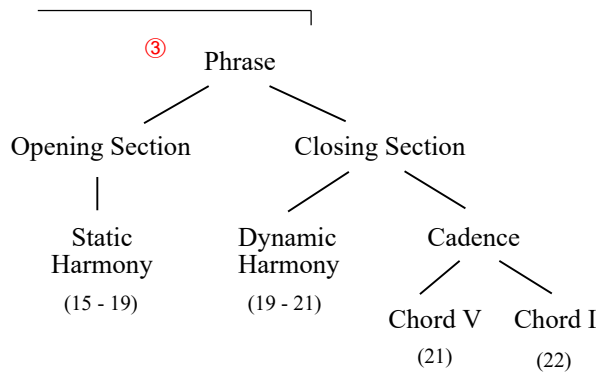 ③
Phrase
Opening Section
Closing Section
Static
Harmony
(15 - 19)
Dynamic
Harmony
(19 - 21)
Cadence
Chord V
(21)
Chord I
(22)